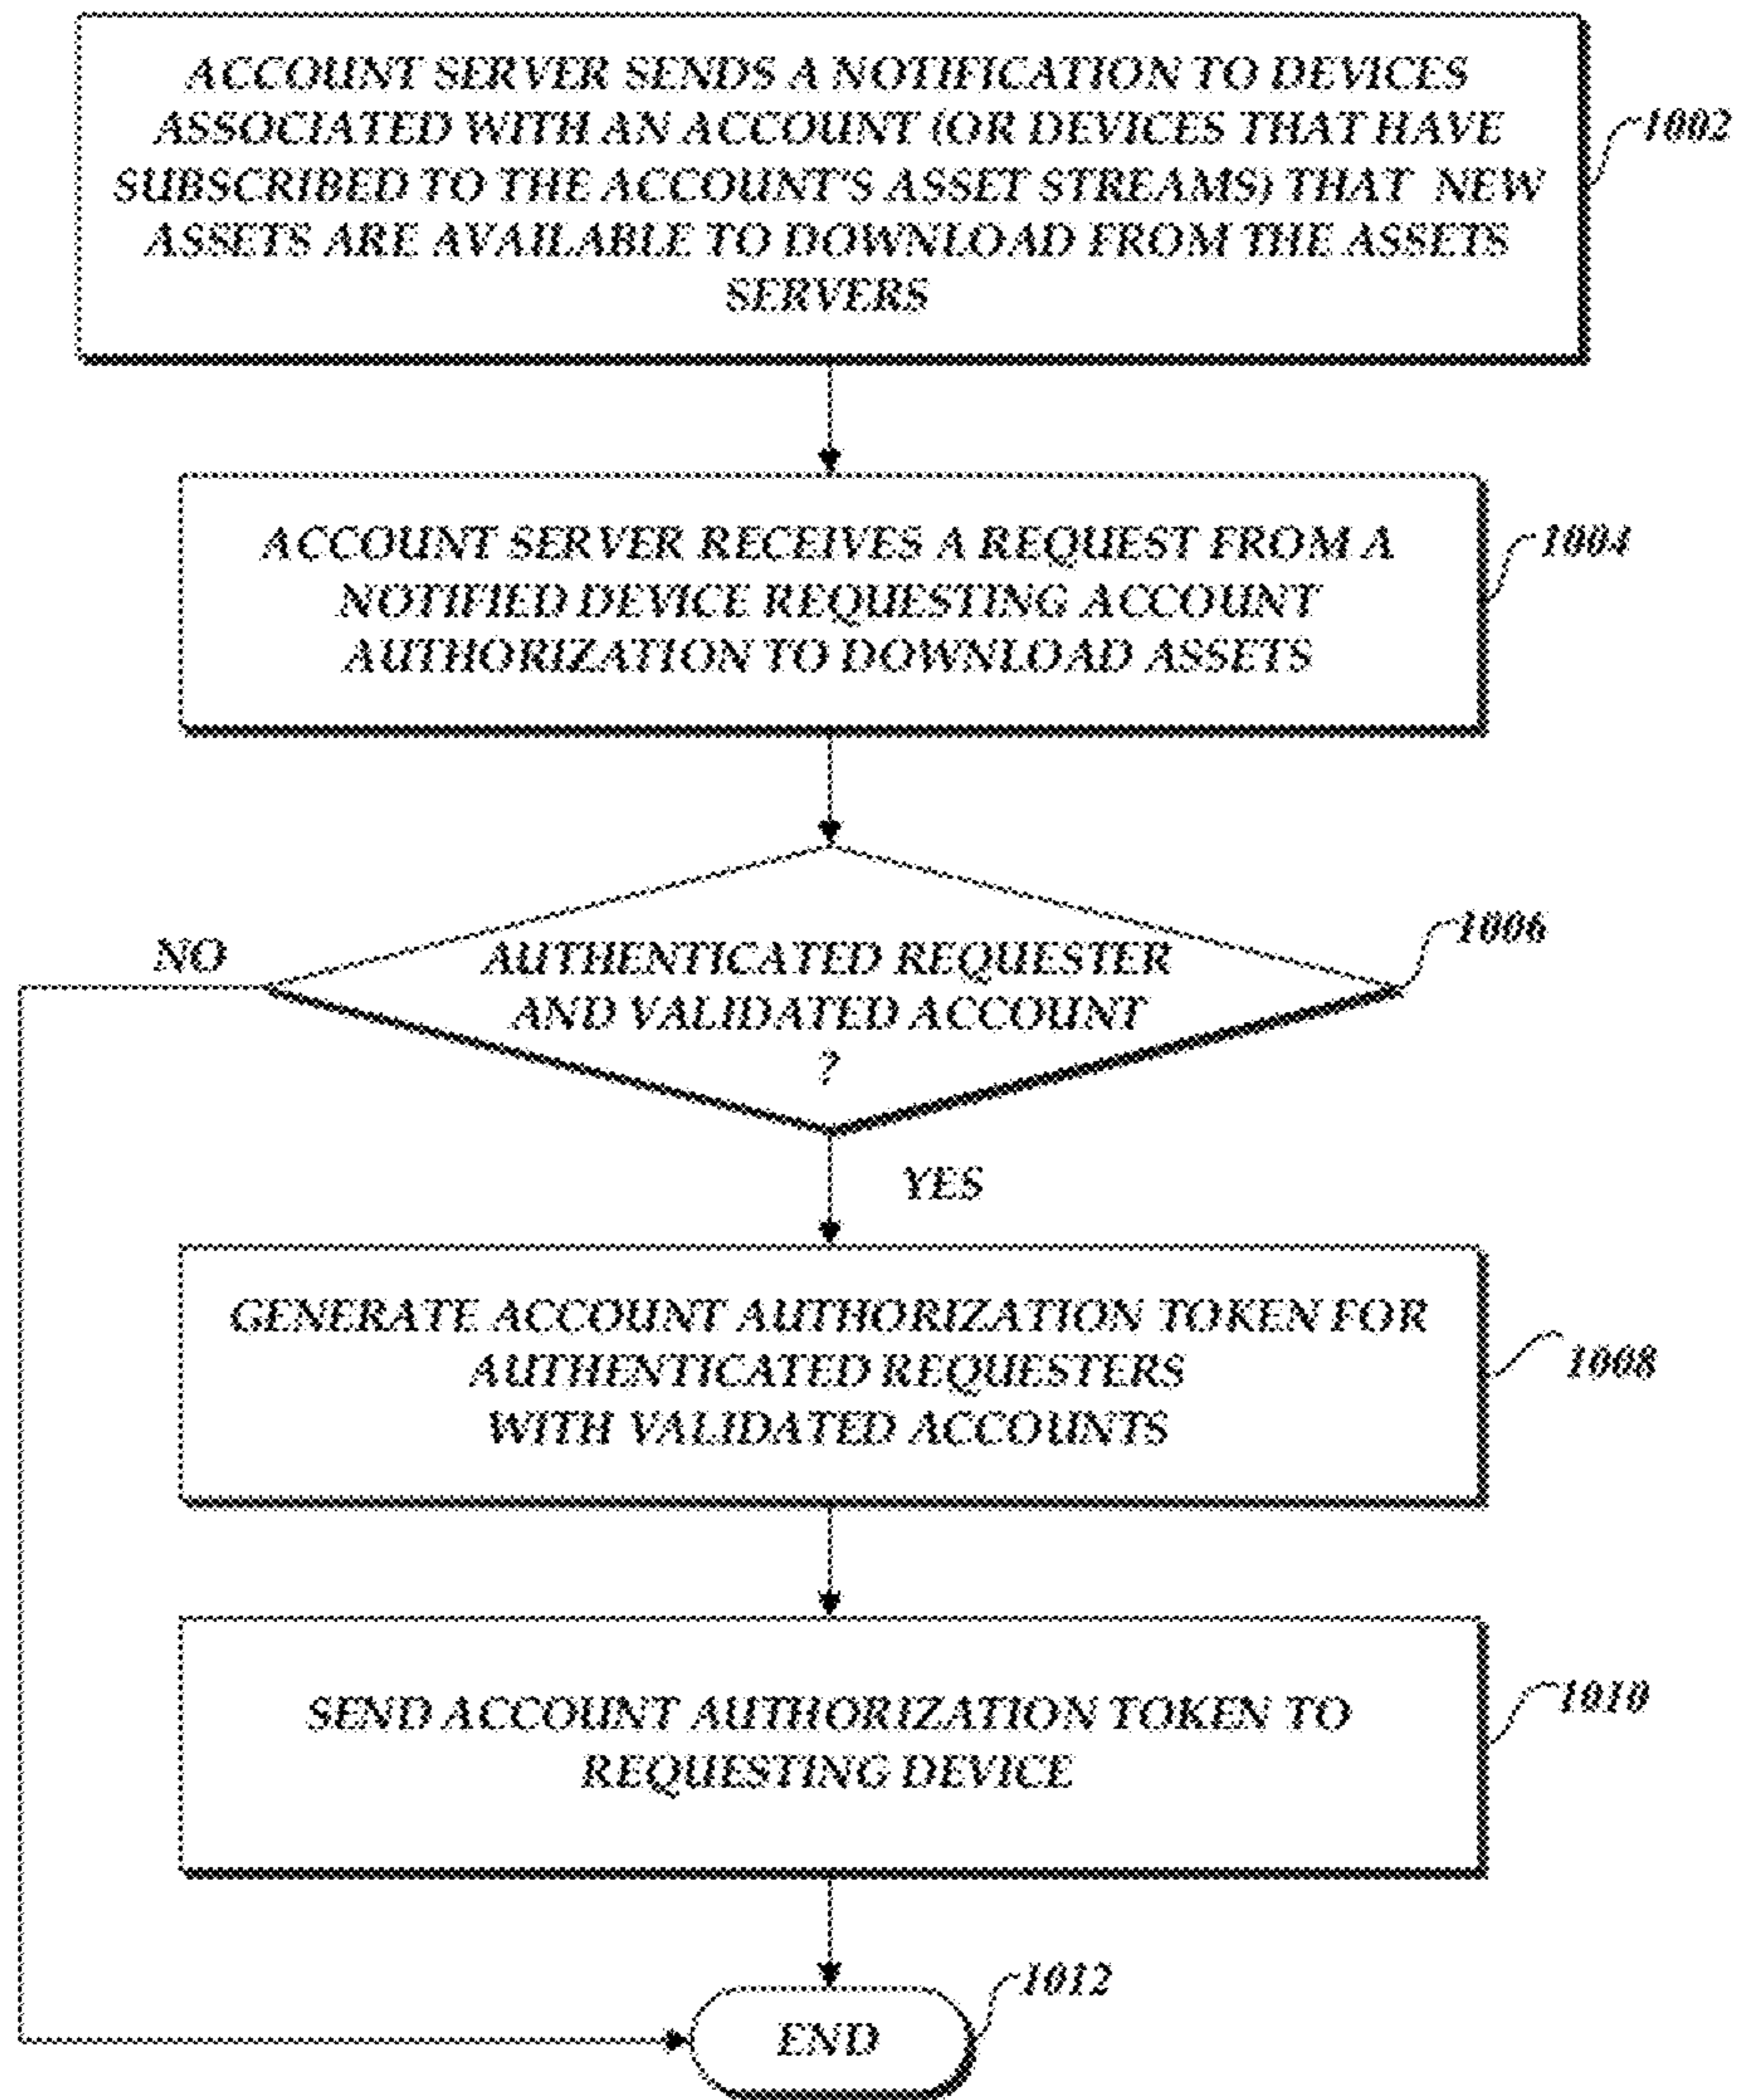 ACCOUNT SERVER SENDS A NOTIFICATION TO DEVICES
ASSOCIATED WITH AN ACCOUNT (OR DEVICES THAT HAVE
SUBSCRIBED TO THE ACCOUNT'S ASSET STREAMS) THAT NEW
ASSETS ARE AVAILABLE TO DOWNLOAD FROM THE ASSETS
SERVERS
1002
ACCOUNT SERVER RECEIVES A REQUEST FROM A
NOTIFIED DEVICE REQUESTING ACCOUNT
AUTHORIZATION TO DOWNLOAD ASSETS
1004
AUTHENTICATED REQUESTER
AND VALIDATED ACCOUNT
?
1006
NO
YES
GENERATE ACCOUNT AUTHORIZATION TOKEN FOR
AUTHENTICATED REQUESTERS
WITH VALIDATED ACCOUNTS
1008
SEND ACCOUNT AUTHORIZATION TOKEN TO
REQUESTING DEVICE
1010
END
1012